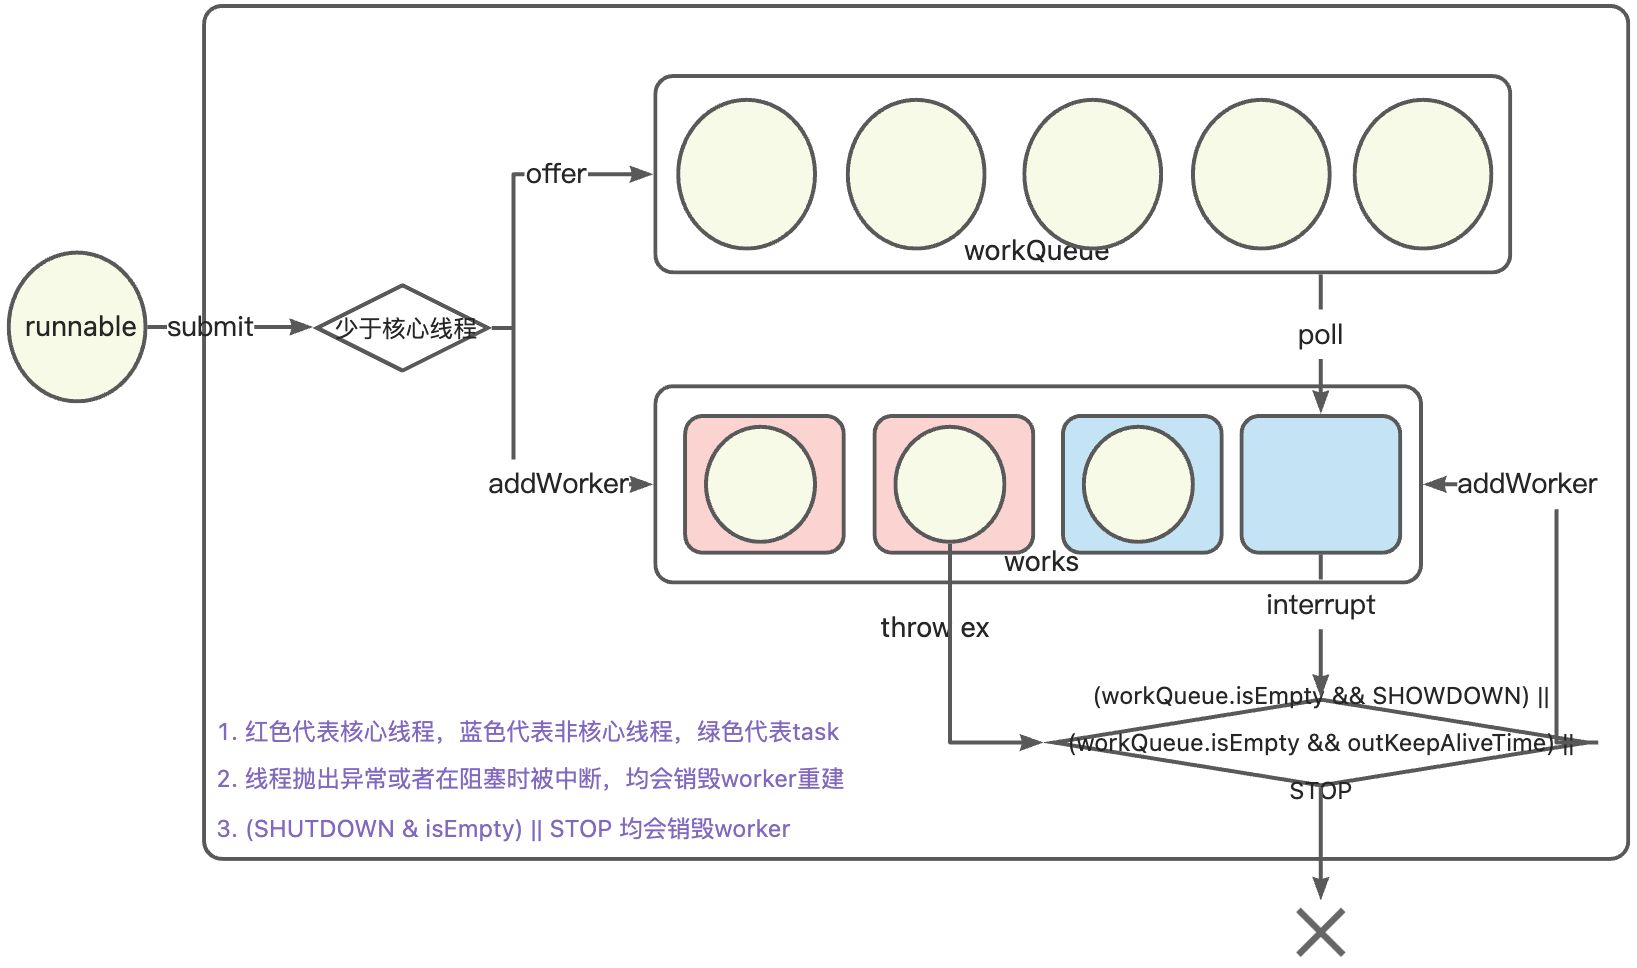 offer
workQueue
runnable
submit
少于核心线程
poll
addWorker
addWorker
works
interrupt
throw ex
(workQueue.isEmpty && SHOWDOWN) ||
(workQueue.isEmpty && outKeepAliveTime) ||
STOP
1. 红色代表核心线程，蓝色代表非核心线程，绿色代表task
2. 线程抛出异常或者在阻塞时被中断，均会销毁worker重建
3. (SHUTDOWN & isEmpty) || STOP 均会销毁worker